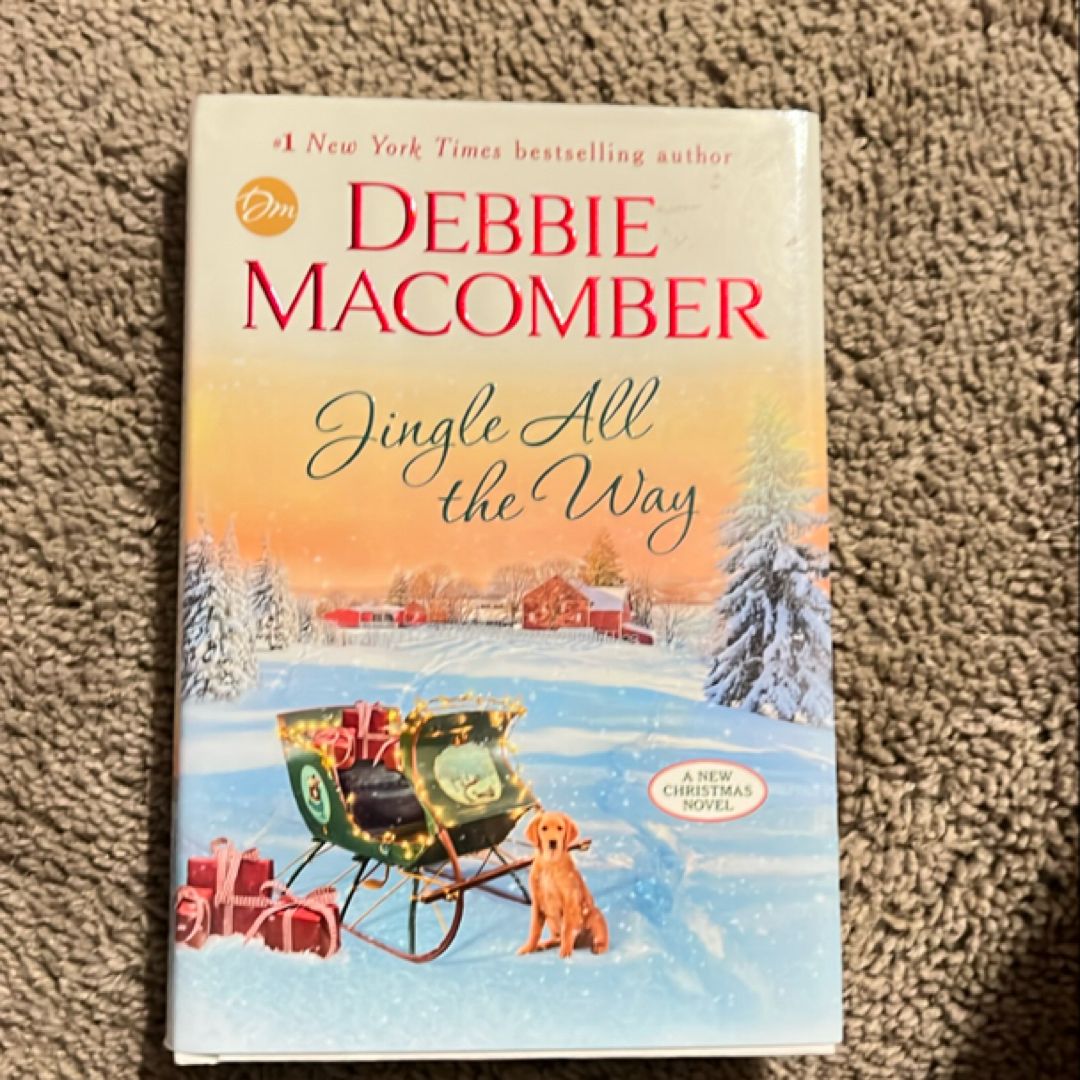 #1 New York Times bestselling author
Dm
DEBBIE
MACOMBER
Jingle All
the Way
A NEW
CHRISTMAS
NOVEL